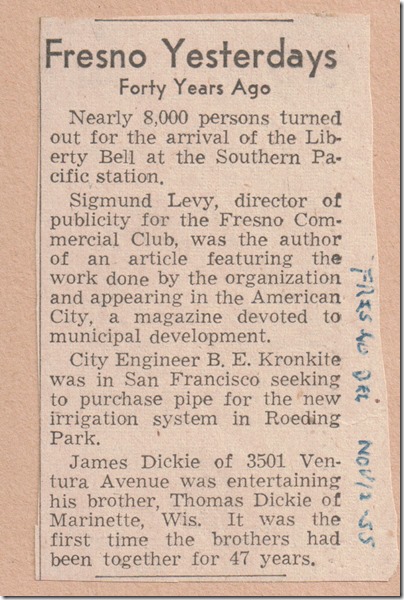 Fresno Yesterdays
Forty Years Ago
Nearly 8,000 persons turned
out for the arrival of the Lib-
erty Bell at the Southern Pa-
cific station.
Sigmund Levy, director of
publicity for the Fresno Com-
mercial Club, was the author
of an article featuring the
work done by the organization
and appearing in the American
City, a magazine devoted to
municipal development.
City Engineer B. E. Kronkite
was in San Francisco seeking
to purchase pipe for the new
irrigation system in Roeding
Park.
James Dickie of 3501 Ven-
tura Avenue was entertaining
his brother, Thomas Dickie of
Marinette, Wis. It was the
first time the brothers had
been together for 47 years.
FRESNO BEE NOV